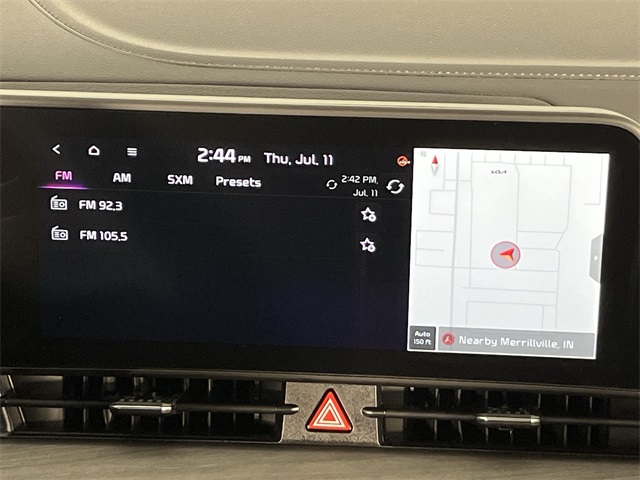 2:44 PM Thu, Jul. 11
FM AM SXM Presets
2:42 PM,
Jul. 11
FM 92.3
FM 105.5
N
KIA
Auto
150 ft
Nearby Merrillville, IN